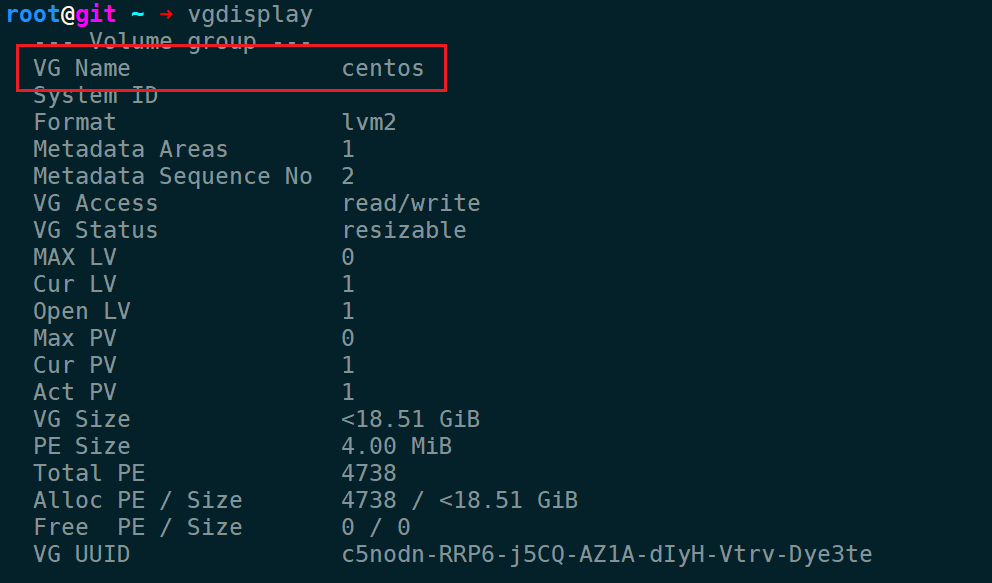 root@git ~ → vgdisplay
  --- Volume group ---
  VG Name               centos
  System ID
  Format                lvm2
  Metadata Areas        1
  Metadata Sequence No  2
  VG Access             read/write
  VG Status             resizable
  MAX LV                0
  Cur LV                1
  Open LV               1
  Max PV                0
  Cur PV                1
  Act PV                1
  VG Size               <18.51 GiB
  PE Size               4.00 MiB
  Total PE              4738
  Alloc PE / Size       4738 / <18.51 GiB
  Free  PE / Size       0 / 0
  VG UUID               c5nodn-RRP6-j5CQ-AZ1A-dIyH-Vtrv-Dye3te